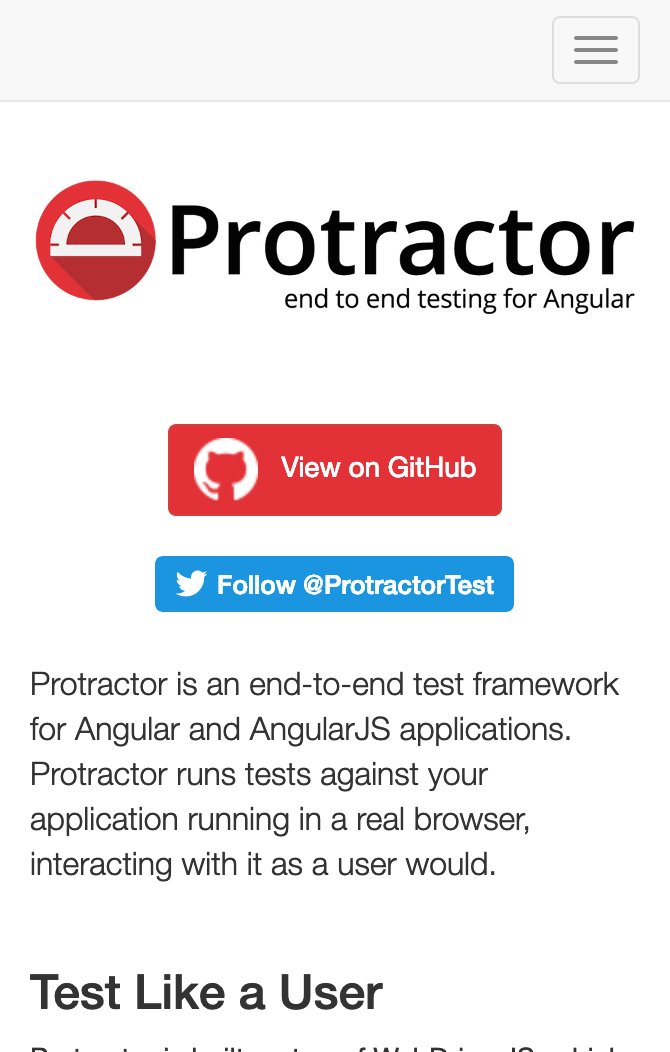 Protractor
end to end testing for Angular
View on GitHub
Follow @ProtractorTest
Protractor is an end-to-end test framework
for Angular and AngularJS applications.
Protractor runs tests against your
application running in a real browser,
interacting with it as a user would.
Test Like a User